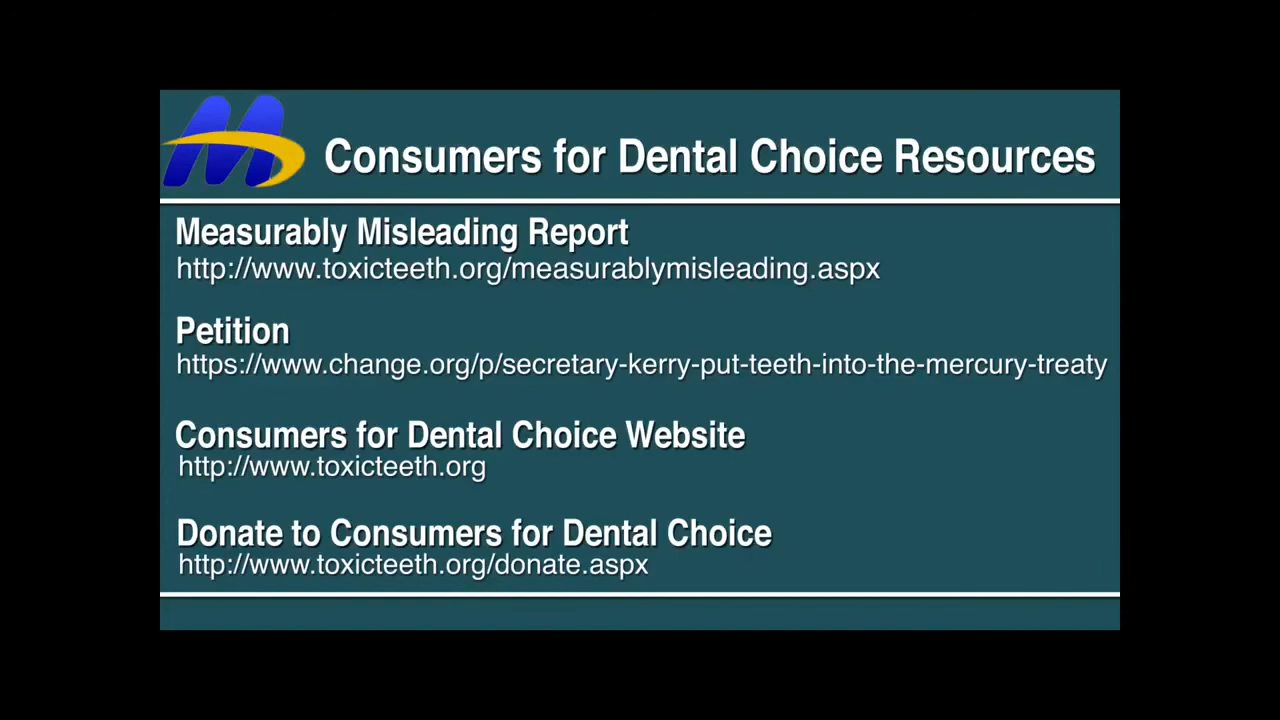 Consumers for Dental Choice Resources
Measurably Misleading Report
http://www.toxicteeth.org/measurablymisleading.aspx
Petition
https://www.change.org/p/secretary-kerry-put-teeth-into-the-mercury-treaty
Consumers for Dental Choice Website
http://www.toxicteeth.org
Donate to Consumers for Dental Choice
http://www.toxicteeth.org/donate.aspx